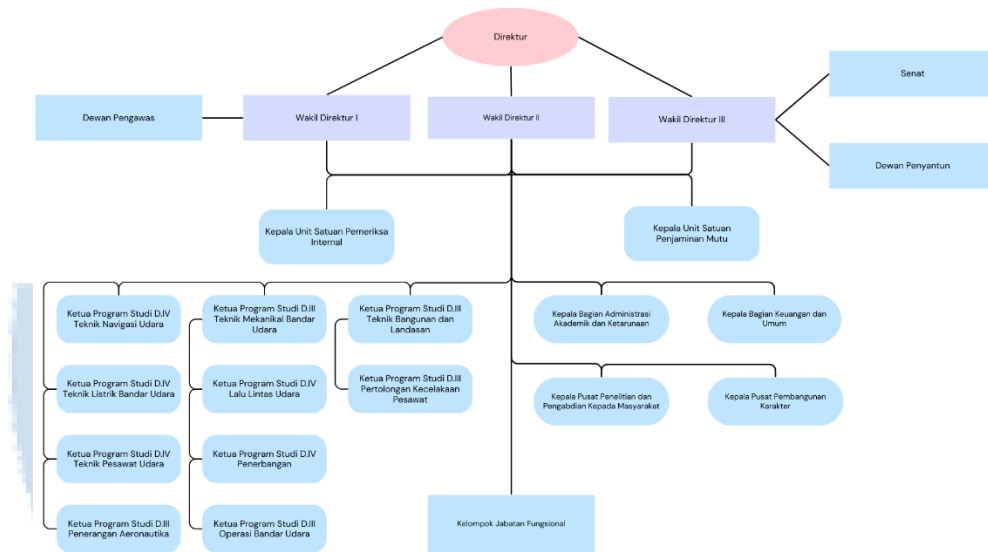 Direktur
Senat
Dewan Pengawas
Wakil Direktur I
Wakil Direktur II
Wakil Direktur III
Dewan Penyantun
Kepala Unit Satuan Pemeriksa
Internal
Kepala Unit Satuan
Penjaminan Mutu
Ketua Program Studi D.IV
Teknik Navigasi Udara
Ketua Program Studi D.III
Teknik Mekanikal Bandar
Udara
Ketua Program Studi D.III
Teknik Bangunan dan
Landasan
Kepala Bagian Administrasi
Akademik dan Ketarunaan
Kepala Bagian Keuangan dan
Umum
Ketua Program Studi D.IV
Teknik Listrik Bandar Udara
Ketua Program Studi D.IV
Lalu Lintas Udara
Ketua Program Studi D.III
Pertolongan Kecelakaan
Pesawat
Kepala Pusat Penelitian dan
Pengabdian Kepada Masyarakat
Kepala Pusat Pembangunan
Karakter
Ketua Program Studi D.IV
Teknik Pesawat Udara
Ketua Program Studi D.IV
Penerbangan
Ketua Program Studi D.III
Penerangan Aeronautika
Ketua Program Studi D.III
Operasi Bandar Udara
Kelompok Jabatan Fungsional